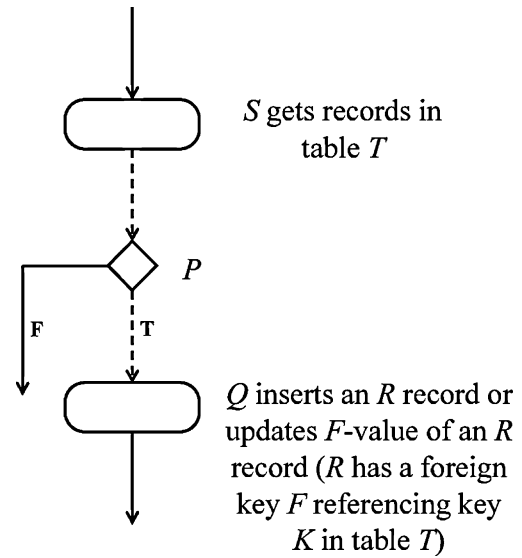 S gets records in
table T
P
F
T
Q inserts an R record or
updates F-value of an R
record (R has a foreign
key F referencing key
K in table T)